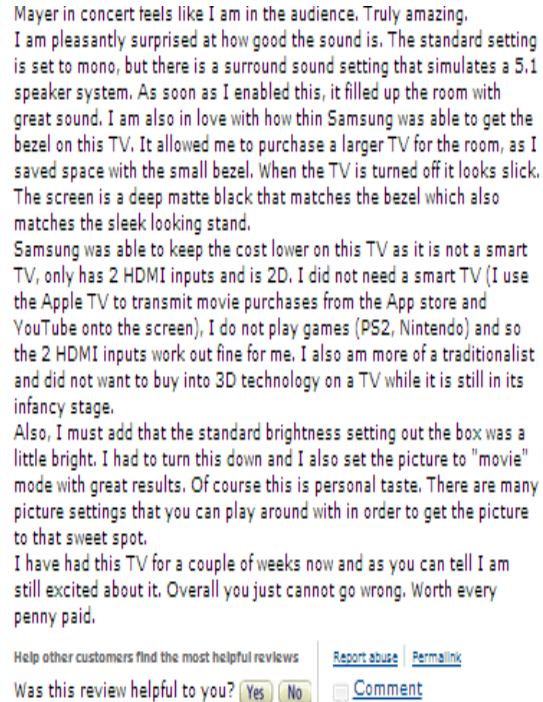 Mayer in concert feels like I am in the audience. Truly amazing.
I am pleasantly surprised at how good the sound is. The standard setting
is set to mono, but there is a surround sound setting that simulates a 5.1
speaker system. As soon as I enabled this, it filled up the room with
great sound. I am also in love with how thin Samsung was able to get the
bezel on this TV. It allowed me to purchase a larger TV for the room, as I
saved space with the small bezel. When the TV is turned off it looks slick.
The screen is a deep matte black that matches the bezel which also
matches the sleek looking stand.
Samsung was able to keep the cost lower on this TV as it is not a smart
TV, only has 2 HDMI inputs and is 2D. I did not need a smart TV (I use
the Apple TV to transmit movie purchases from the App store and
YouTube onto the screen), I do not play games (PS2, Nintendo) and so
the 2 HDMI inputs work out fine for me. I also am more of a traditionalist
and did not want to buy into 3D technology on a TV while it is still in its
infancy stage.
Also, I must add that the standard brightness setting out the box was a
little bright. I had to turn this down and I also set the picture to "movie"
mode with great results. Of course this is personal taste. There are many
picture settings that you can play around with in order to get the picture
to that sweet spot.
I have had this TV for a couple of weeks now and as you can tell I am
still excited about it. Overall you just cannot go wrong. Worth every
penny paid.
Help other customers find the most helpful reviews
Was this review helpful to you? Yes No
Report abuse | Permalink
Comment